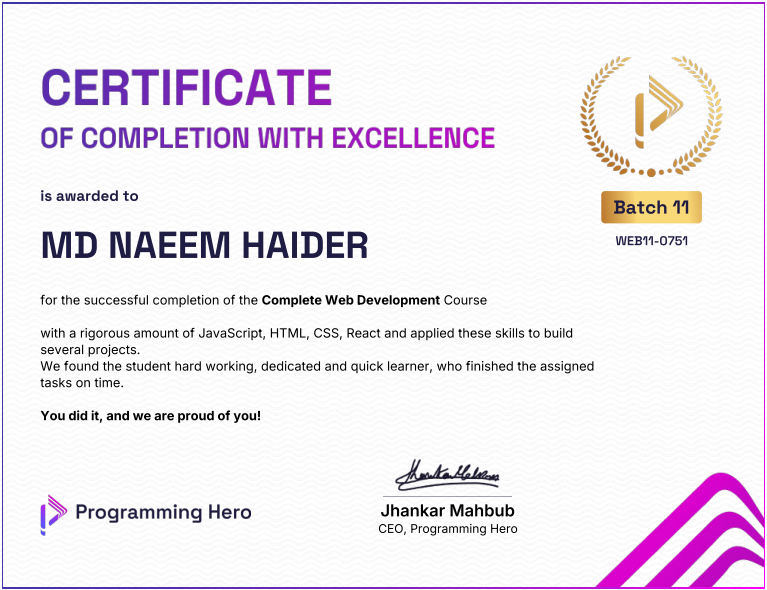 CERTIFICATE
OF COMPLETION WITH EXCELLENCE
is awarded to
MD NAEEM HAIDER
Batch 11
WEB11-0751
for the successful completion of the Complete Web Development Course
with a rigorous amount of JavaScript, HTML, CSS, React and applied these skills to build
several projects.
We found the student hard working, dedicated and quick learner, who finished the assigned
tasks on time.
You did it, and we are proud of you!
Programming Hero
Jhankar Mahbub
Jhankar Mahbub
CEO, Programming Hero